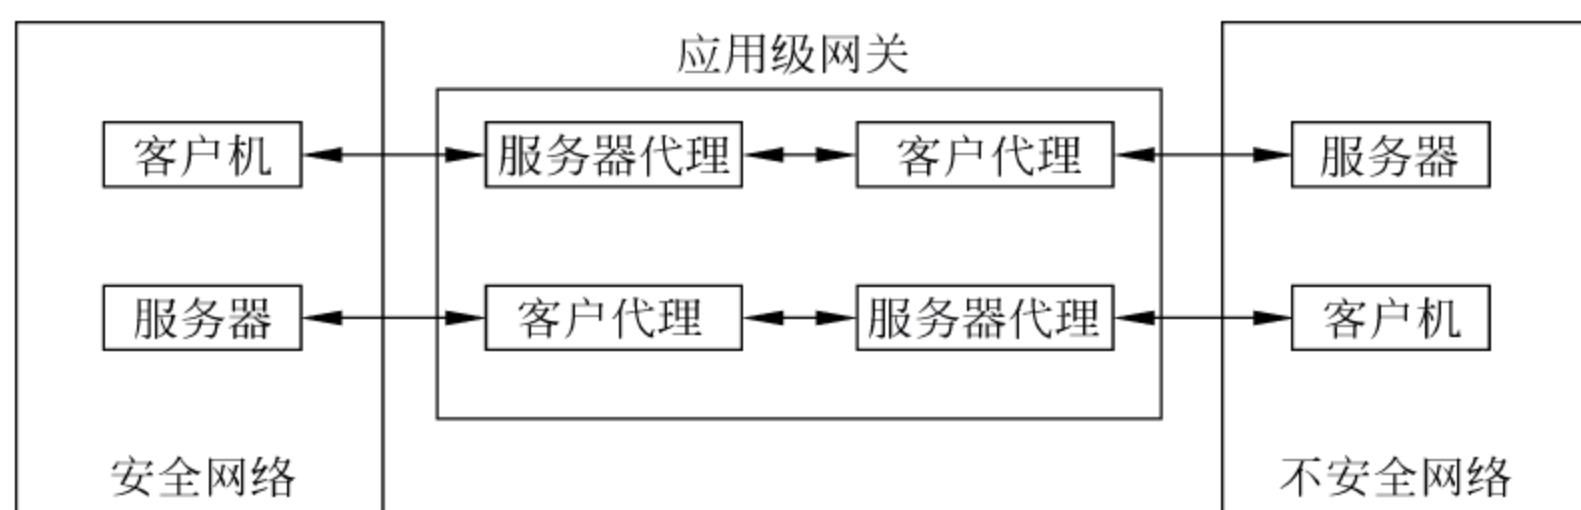 应用级网关
客户机 服务器代理 客户代理 服务器
服务器 客户代理 服务器代理 客户机
安全网络 不安全网络